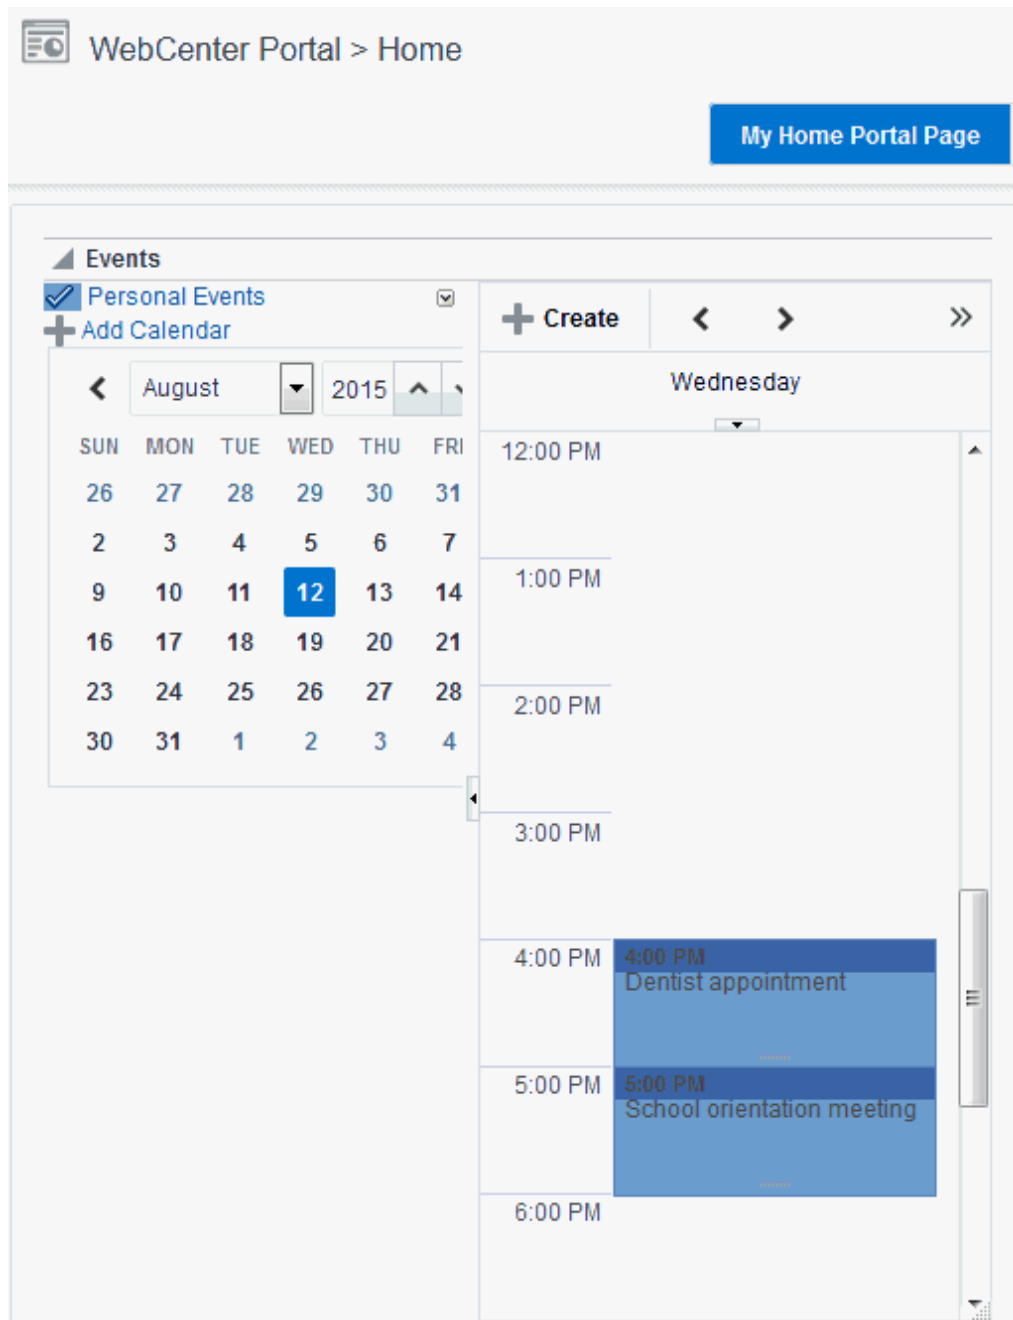 WebCenter Portal > Home
My Home Portal Page
Events
Personal Events
Add Calendar
August 2015
SUN MON TUE WED THU FRI
26 27 28 29 30 31
2 3 4 5 6 7
9 10 11 12 13 14
16 17 18 19 20 21
23 24 25 26 27 28
30 31 1 2 3 4
Create
Wednesday
12:00 PM
1:00 PM
2:00 PM
3:00 PM
4:00 PM
4:00 PM
Dentist appointment
5:00 PM
5:00 PM
School orientation meeting
6:00 PM